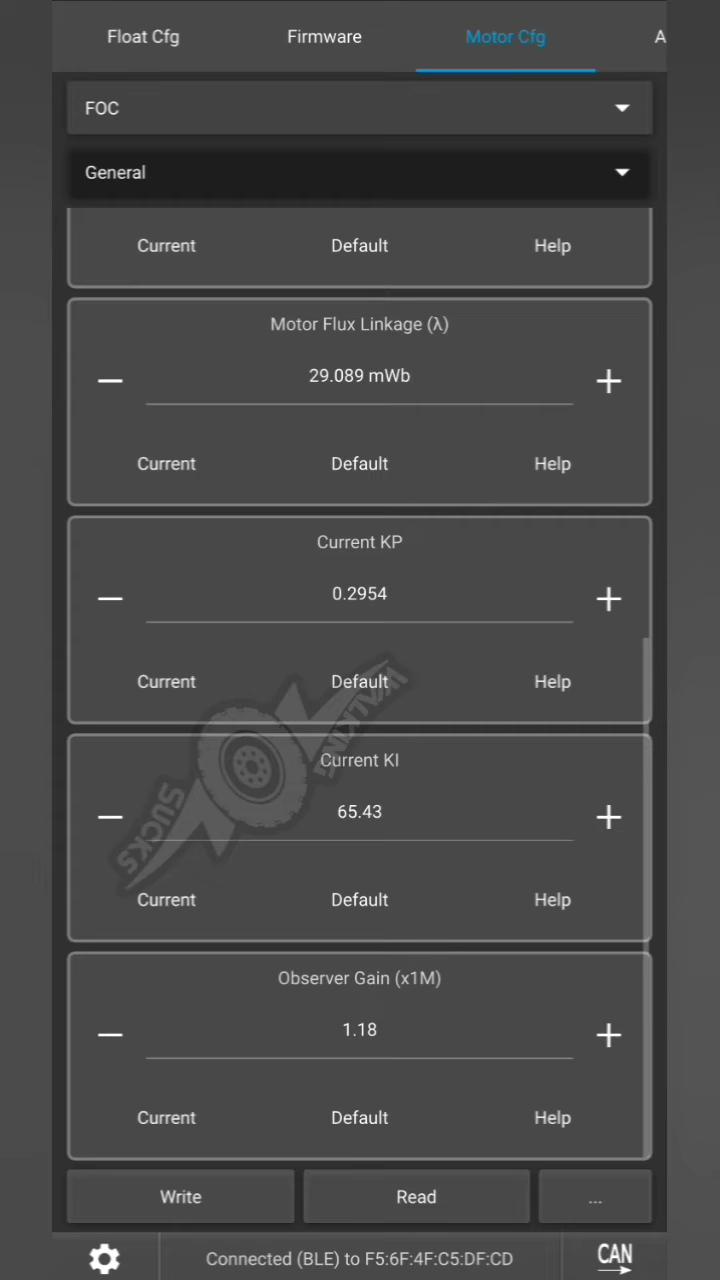 Float Cfg Firmware Motor Cfg A
FOC
General
Current Default Help
Motor Flux Linkage (λ)
29.089 mWb
Current Default Help
Current KP
0.2954
Current Default Help
Current KI
65.43
Current Default Help
WALKING
SUCKS
Observer Gain (x1M)
1.18
Current Default Help
Write Read ...
Connected (BLE) to F5:6F:4F:C5:DF:CD CAN